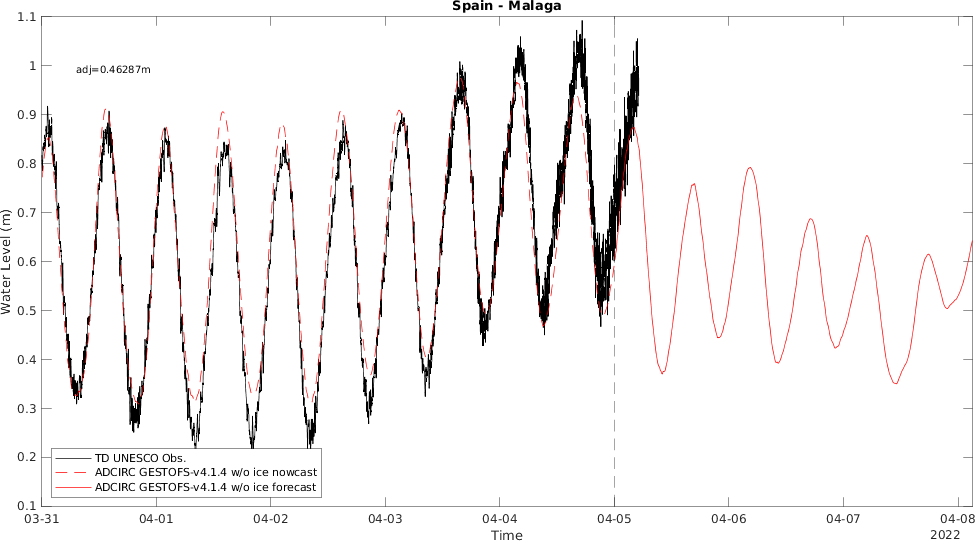 Spain - Malaga
1.1
1
0.9
0.8
0.7
0.6
0.5
0.4
0.3
0.2
0.1
Water Level (m)
adj=0.46287m
TD UNESCO Obs.
ADCIRC GESTOFS-v4.1.4 w/o ice nowcast
ADCIRC GESTOFS-v4.1.4 w/o ice forecast
03-31 04-01 04-02 04-03 04-04 04-05 04-06 04-07 04-08
Time
2022